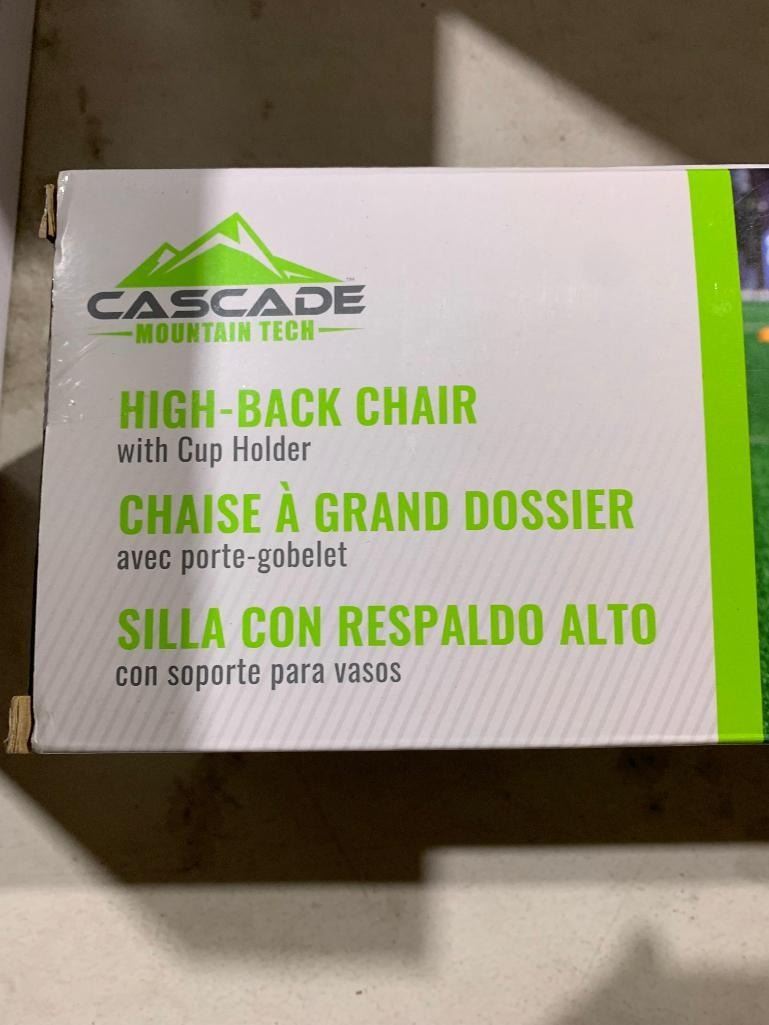 CASCADE™
MOUNTAIN TECH
HIGH-BACK CHAIR
with Cup Holder
CHAISE À GRAND DOSSIER
avec porte-gobelet
SILLA CON RESPALDO ALTO
con soporte para vasos